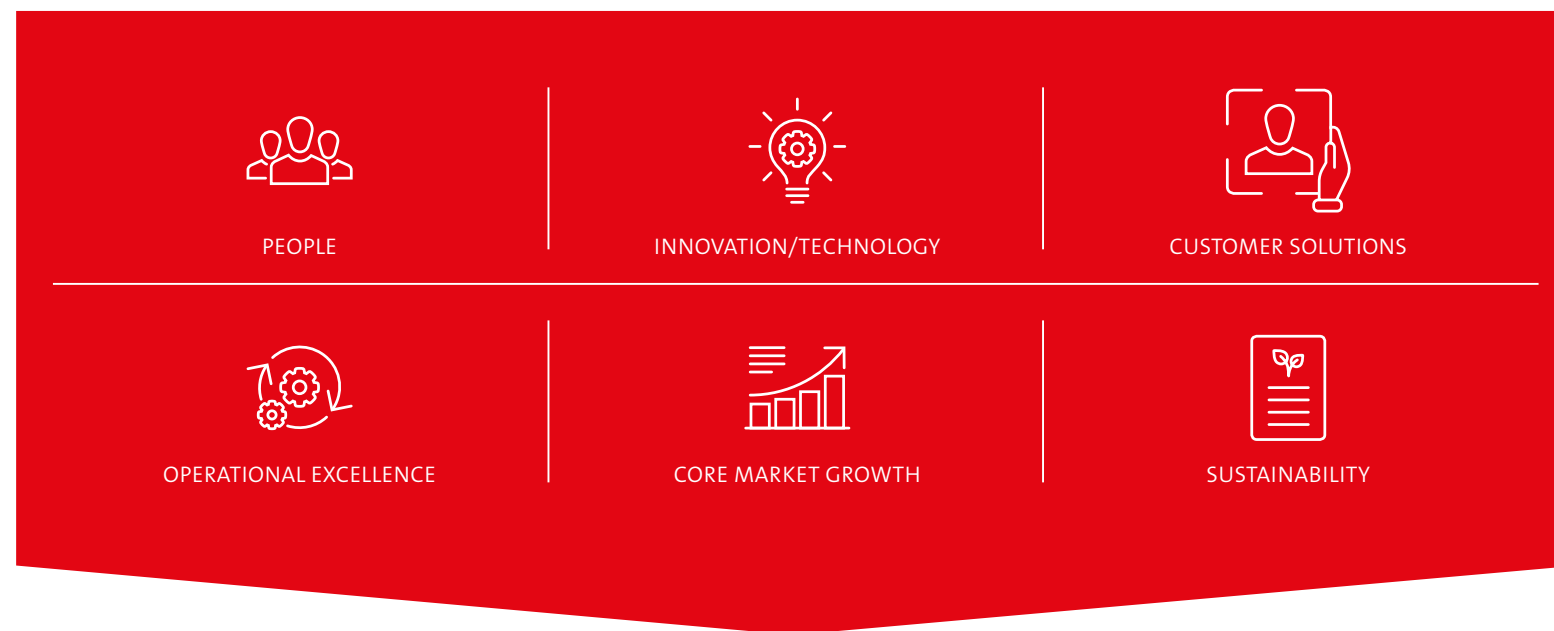 PEOPLE
INNOVATION/TECHNOLOGY
CUSTOMER SOLUTIONS
OPERATIONAL EXCELLENCE
CORE MARKET GROWTH
SUSTAINABILITY